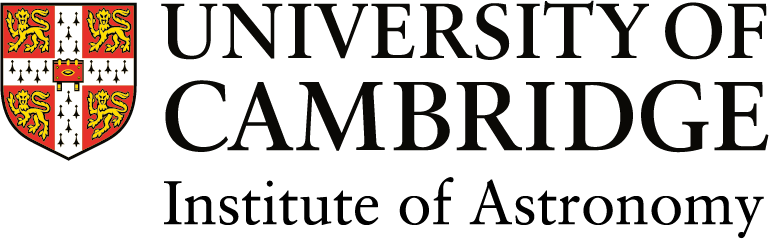 UNIVERSITY OF
CAMBRIDGE
Institute of Astronomy